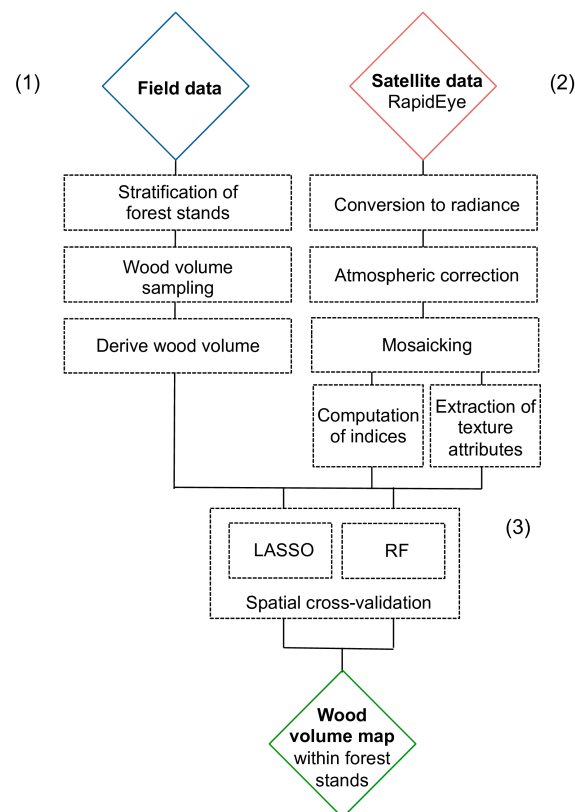 (1)
Field data
Satellite data
RapidEye
(2)
Stratification of
forest stands
Conversion to radiance
Wood volume
sampling
Atmospheric correction
Derive wood volume
Mosaicking
Computation
of indices
Extraction of
texture
attributes
(3)
LASSO
RF
Spatial cross-validation
Wood
volume map
within forest
stands